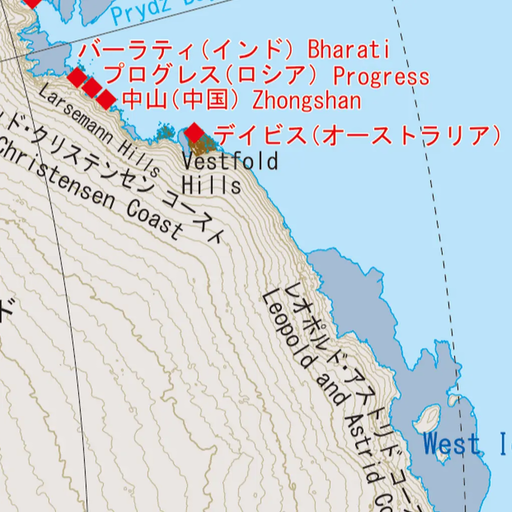 Prydz
バーラティ(インド) Bharati
プログレス(ロシア) Progress
中山(中国) Zhongshan
デイビス(オーストラリア)
Larsemann Hills
Vestfold
Hills
クリステンセン コースト
Christensen Coast
レオポルド・アストリド コー
Leopold and Astrid Co
West I